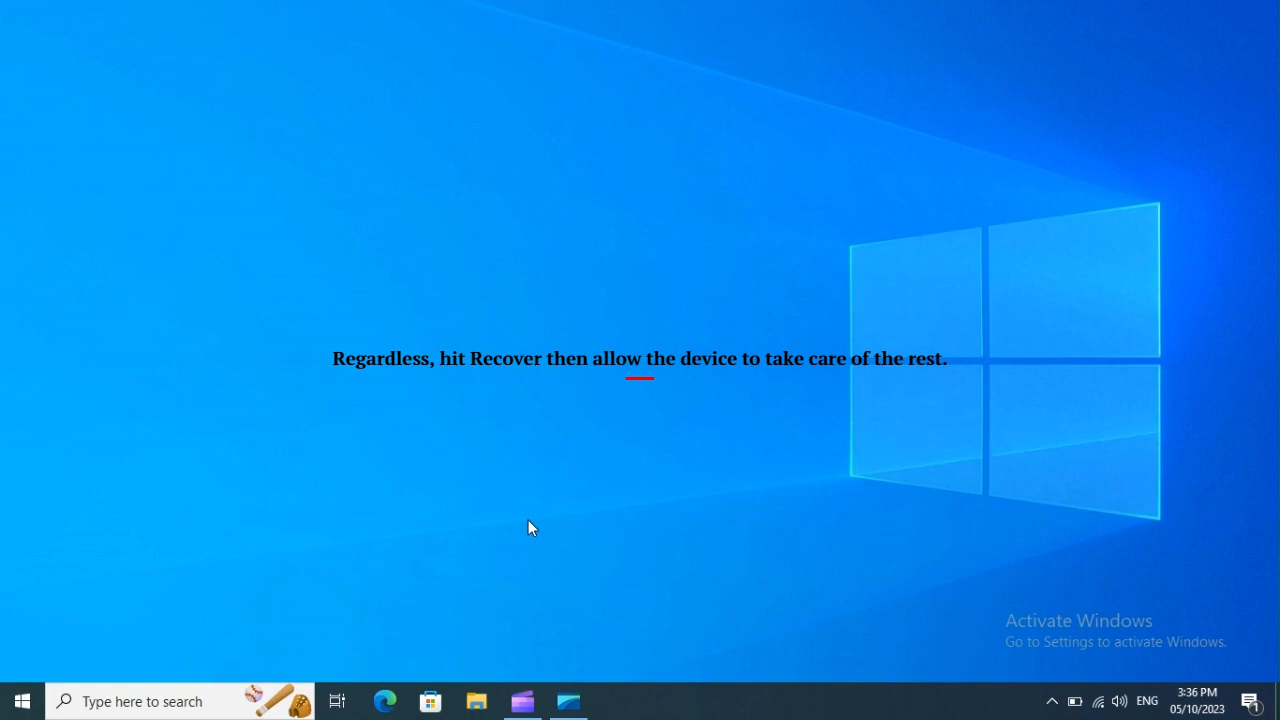 Regardless, hit Recover then allow the device to take care of the rest.
Activate Windows
Go to Settings to activate Windows.
Type here to search
ENG
3:36 PM
05/10/2023
1